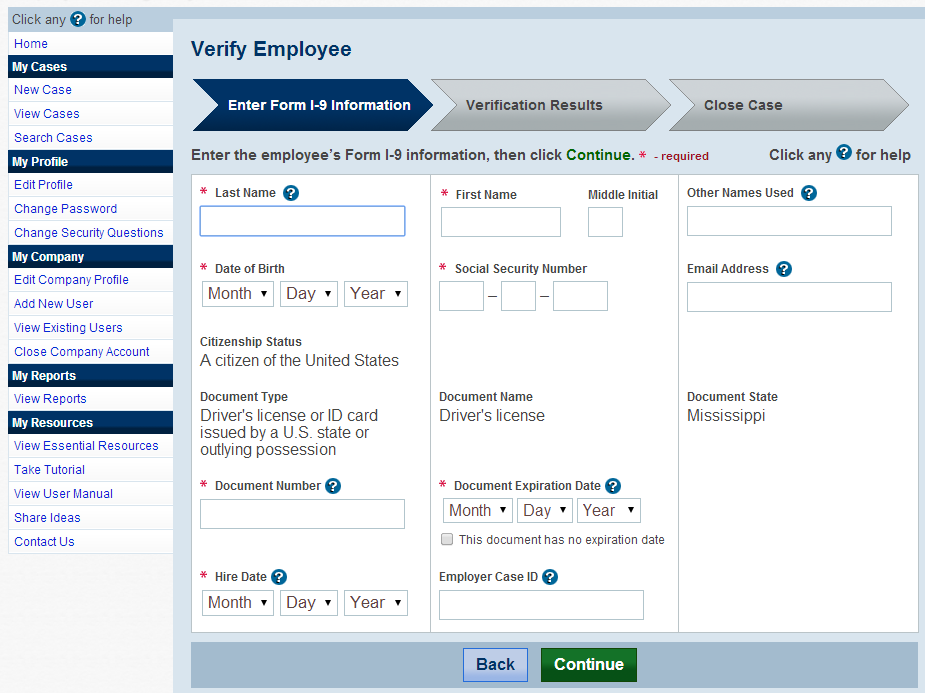 Click any ? for help
Home
My Cases
New Case
View Cases
Search Cases
My Profile
Edit Profile
Change Password
Change Security Questions
My Company
Edit Company Profile
Add New User
View Existing Users
Close Company Account
My Reports
View Reports
My Resources
View Essential Resources
Take Tutorial
View User Manual
Share Ideas
Contact Us
Verify Employee
Enter Form I-9 Information
Verification Results
Close Case
Enter the employee's Form I-9 information, then click Continue. * - required
Click any ? for help
* Last Name ?
* First Name
Middle Initial
Other Names Used ?
* Date of Birth
Month Day Year
* Social Security Number
– –
Email Address ?
Citizenship Status
A citizen of the United States
Document Type
Driver's license or ID card
issued by a U.S. state or
outlying possession
Document Name
Driver's license
Document State
Mississippi
* Document Number ?
* Document Expiration Date ?
Month Day Year
This document has no expiration date
* Hire Date ?
Month Day Year
Employer Case ID ?
Back
Continue